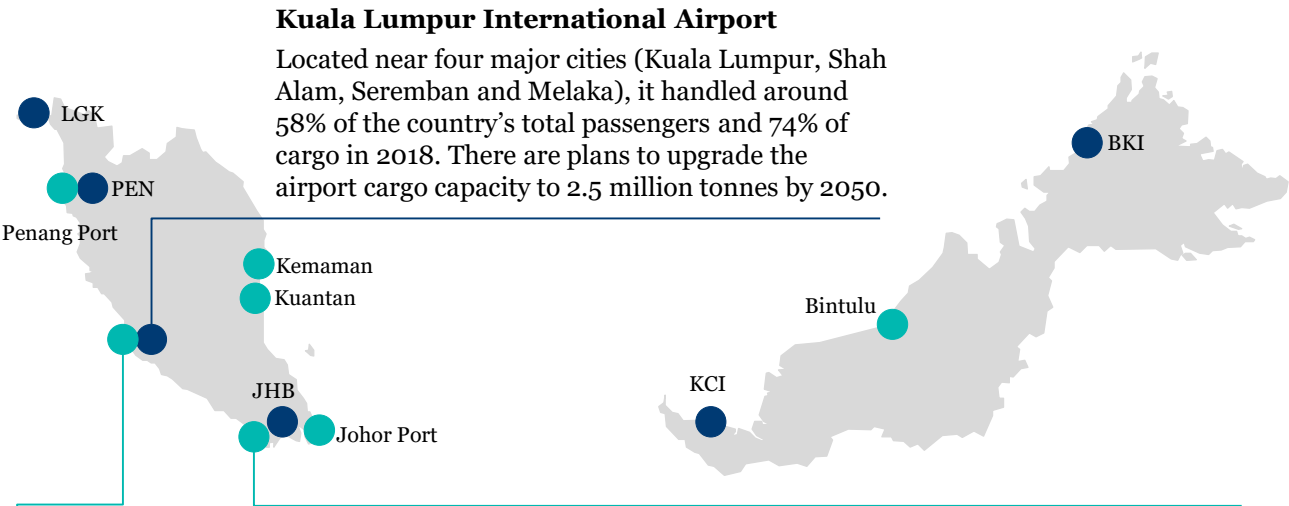 Kuala Lumpur International Airport
Located near four major cities (Kuala Lumpur, Shah
Alam, Seremban and Melaka), it handled around
58% of the country’s total passengers and 74% of
cargo in 2018. There are plans to upgrade the
airport cargo capacity to 2.5 million tonnes by 2050.
LGK
PEN
Penang Port
Kemaman
Kuantan
JHB
Johor Port
BKI
Bintulu
KCI